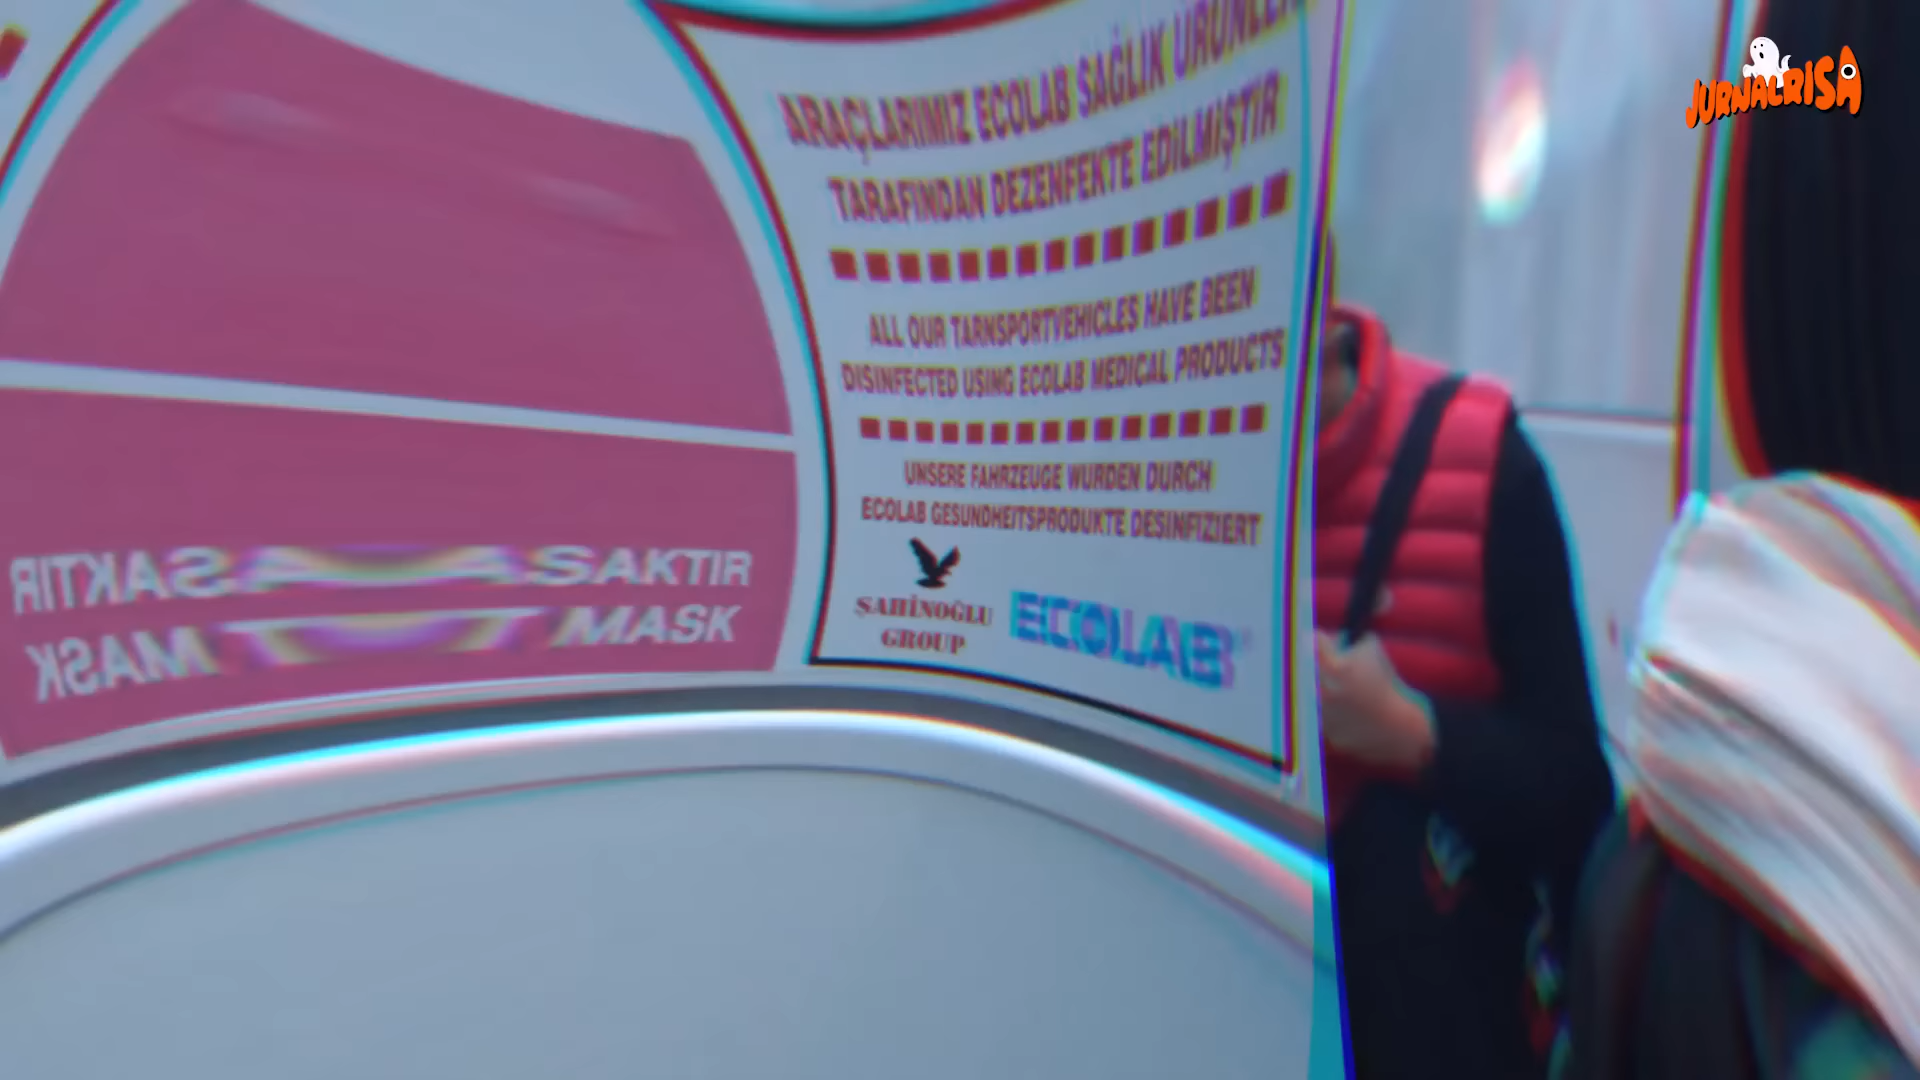 JURNALRISA
ARAÇLARIMIZ ECOLAB SAĞLIK ÜRÜNLERİ
TARAFINDAN DEZENFEKTE EDİLMİŞTİR
ALL OUR TARNSPORTVEHICLES HAVE BEEN
DISINFECTED USING ECOLAB MEDICAL PRODUCTS
UNSERE FAHRZEUGE WURDEN DURCH
ECOLAB GESUNDHEITSPRODUKTE DESINFIZIERT
ŞAHİNOĞLU
GROUP
ECOLAB
SAKTIR
MASK